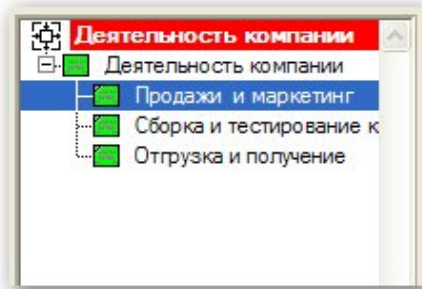 Деятельность компании
Деятельность компании
Продажи и маркетинг
Сборка и тестирование к
Отгрузка и получение